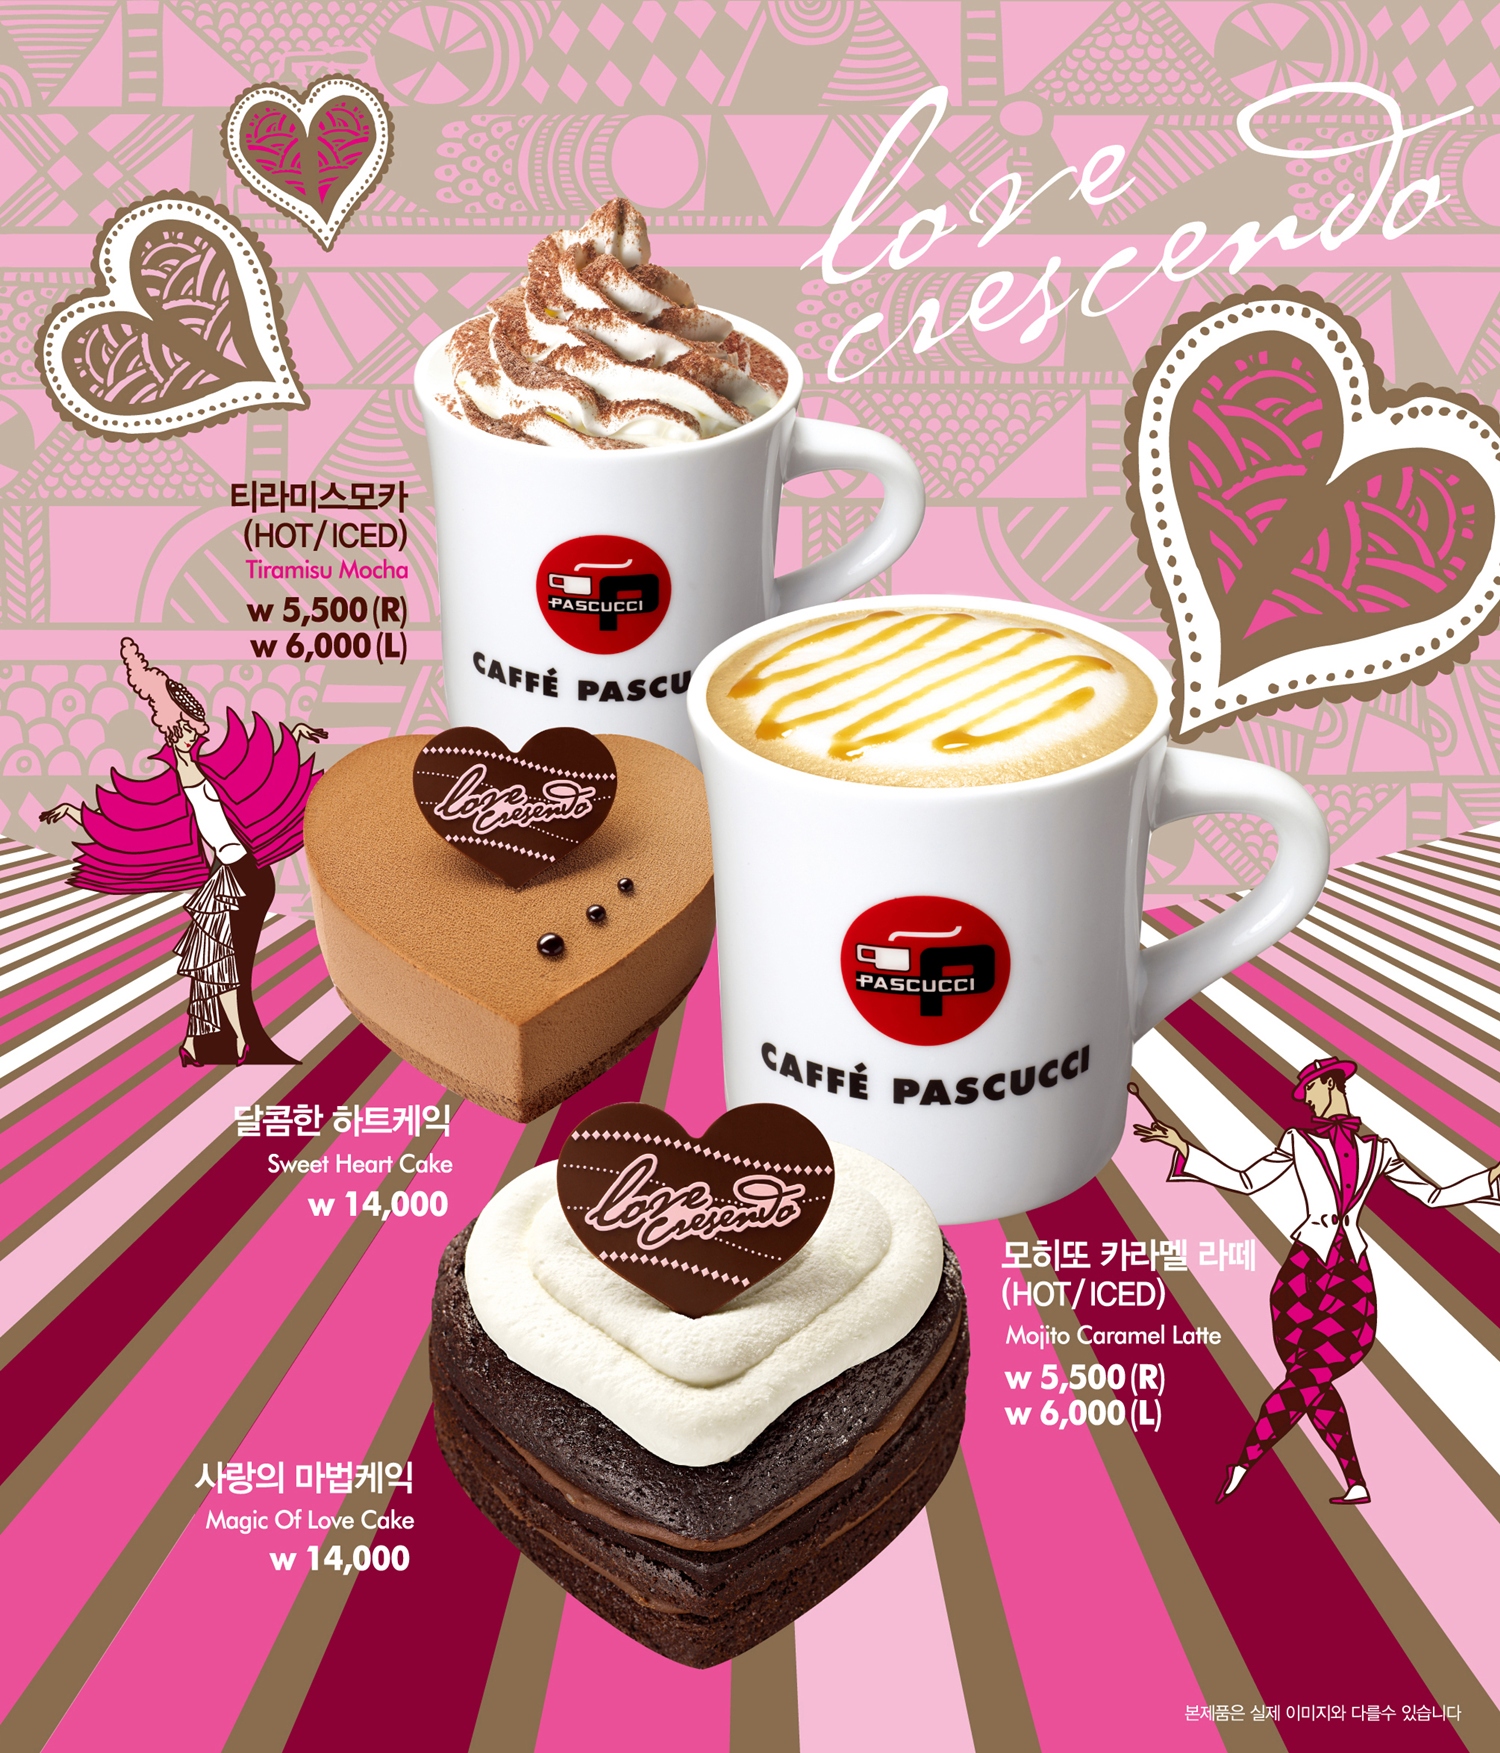 love
crescendo
티라미스모카
(HOT/ICED)
Tiramisu Mocha
w 5,500 (R)
w 6,000 (L)
PASCUCCI
CAFFÉ PASCU
love
cresendo
PASCUCCI
CAFFÉ PASCUCCI
달콤한 하트케익
Sweet Heart Cake
w 14,000
love
cresendo
모히또 카라멜 라떼
(HOT/ICED)
Mojito Caramel Latte
w 5,500 (R)
w 6,000 (L)
사랑의 마법케익
Magic Of Love Cake
w 14,000
본제품은 실제 이미지와 다를수 있습니다